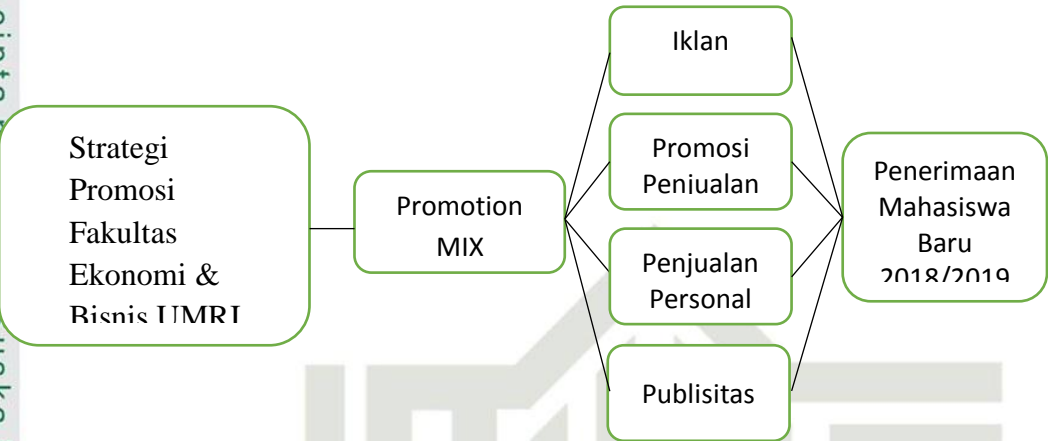 Strategi
Promosi
Fakultas
Ekonomi &
Bisnis UMRI
Promotion
MIX
Iklan
Promosi
Penjualan
Penjualan
Personal
Publisitas
Penerimaan
Mahasiswa
Baru
2018/2019